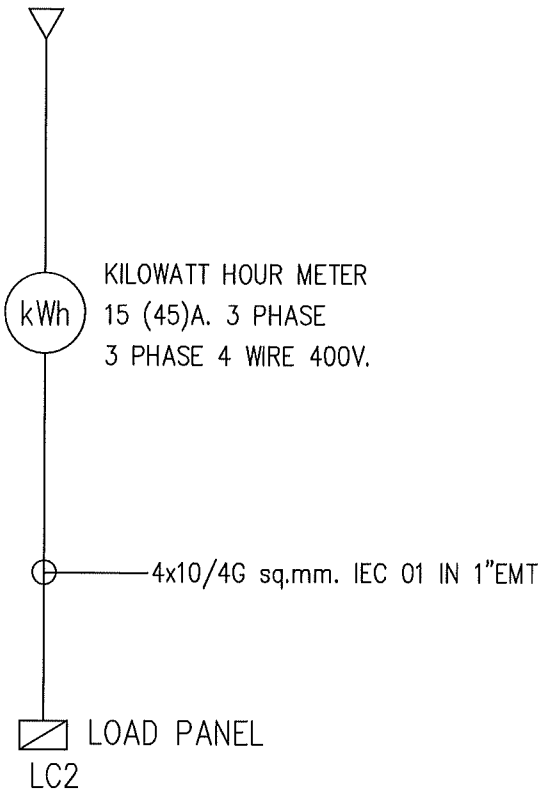 kWh
KILOWATT HOUR METER
15 (45)A. 3 PHASE
3 PHASE 4 WIRE 400V.
4x10/4G sq.mm. IEC 01 IN 1"EMT
LOAD PANEL
LC2